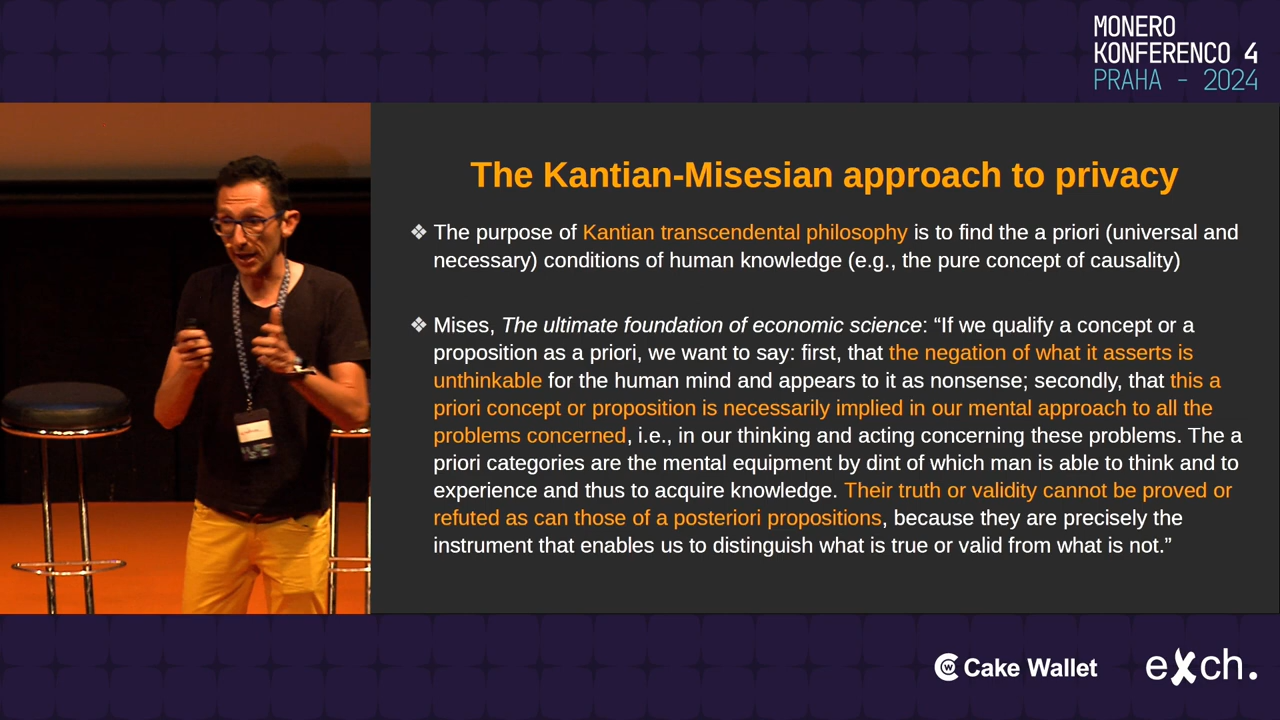 MONERO
KONFERENCO 4
PRAHA - 2024
The Kantian-Misesian approach to privacy
❖ The purpose of Kantian transcendental philosophy is to find the a priori (universal and
necessary) conditions of human knowledge (e.g., the pure concept of causality)
❖ Mises, The ultimate foundation of economic science: “If we qualify a concept or a
proposition as a priori, we want to say: first, that the negation of what it asserts is
unthinkable for the human mind and appears to it as nonsense; secondly, that this a
priori concept or proposition is necessarily implied in our mental approach to all the
problems concerned, i.e., in our thinking and acting concerning these problems. The a
priori categories are the mental equipment by dint of which man is able to think and to
experience and thus to acquire knowledge. Their truth or validity cannot be proved or
refuted as can those of a posteriori propositions, because they are precisely the
instrument that enables us to distinguish what is true or valid from what is not.”
Cake Wallet
eXch.